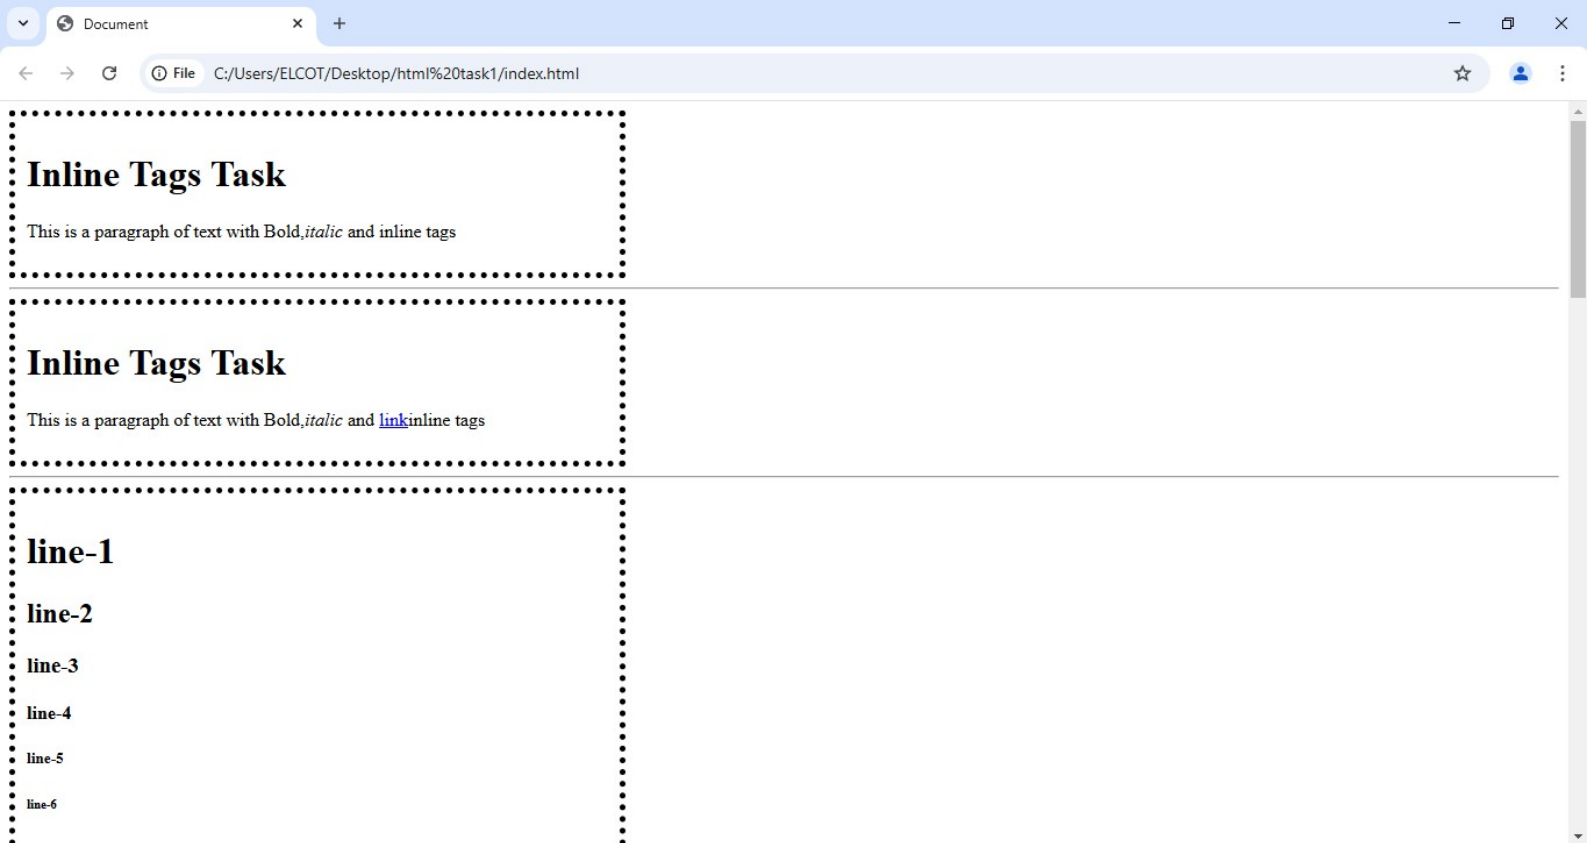 Document
File C:/Users/ELCOT/Desktop/html%20task1/index.html
Inline Tags Task
This is a paragraph of text with Bold,italic and inline tags
Inline Tags Task
This is a paragraph of text with Bold,italic and linkinline tags
line-1
line-2
line-3
line-4
line-5
line-6